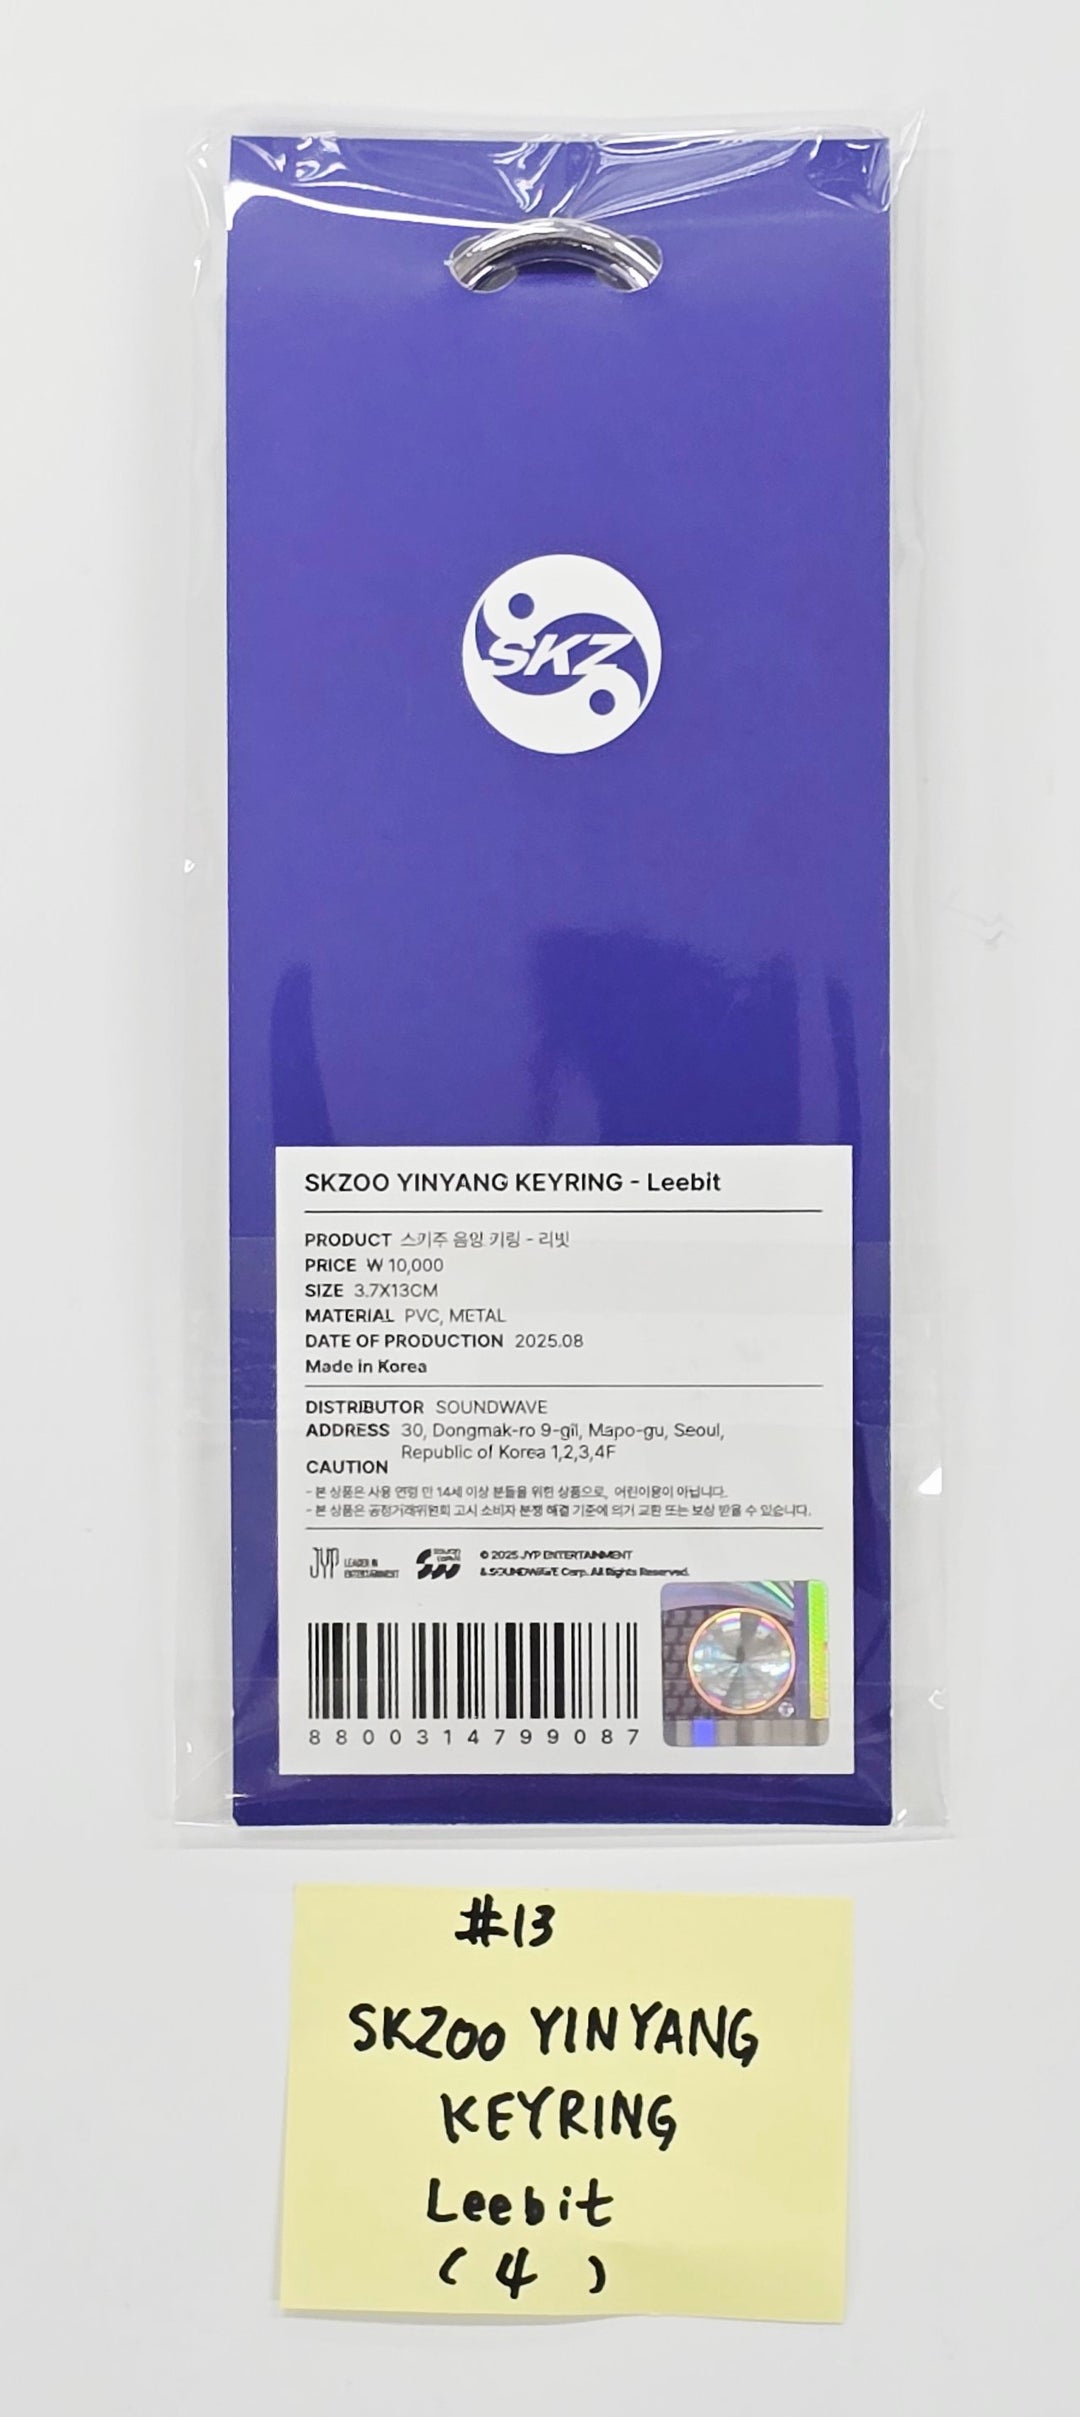 SKZ
SKZOO YINYANG KEYRING - Leebit
PRODUCT 스키주 음양 키링 - 리빗
PRICE ₩ 10,000
SIZE 3.7X13CM
MATERIAL PVC, METAL
DATE OF PRODUCTION 2025.08
Made in Korea
DISTRIBUTOR SOUNDWAVE
ADDRESS 30, Dongmak-ro 9-gil, Mapo-gu, Seoul,
Republic of Korea 1,2,3,4F
CAUTION
- 본 상품은 사용 연령 만 14세 이상 분들을 위한 상품으로, 어린이용이 아닙니다.
- 본 상품은 공정거래위원회 고시 소비자 분쟁 해결 기준에 의거 교환 또는 보상 받을 수 있습니다.
JYP LEADER IN
ENTERTAINMENT
© 2025 JYP ENTERTAINMENT
& SOUNDWAVE Corp. All Rights Reserved.
8800314799087
#13
SKZOO YINYANG
KEYRING
Leebit
( 4 )